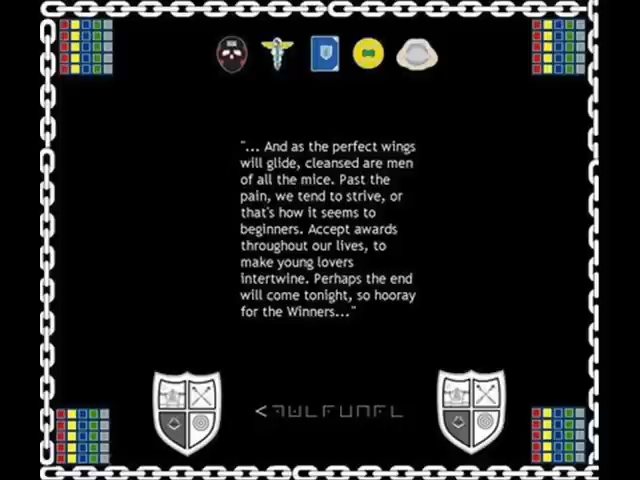 "... And as the perfect wings
will glide, cleansed are men
of all the mice. Past the
pain, we tend to strive, or
that's how it seems to
beginners. Accept awards
throughout our lives, to
make young lovers
intertwine. Perhaps the end
will come tonight, so hooray
for the Winners..."